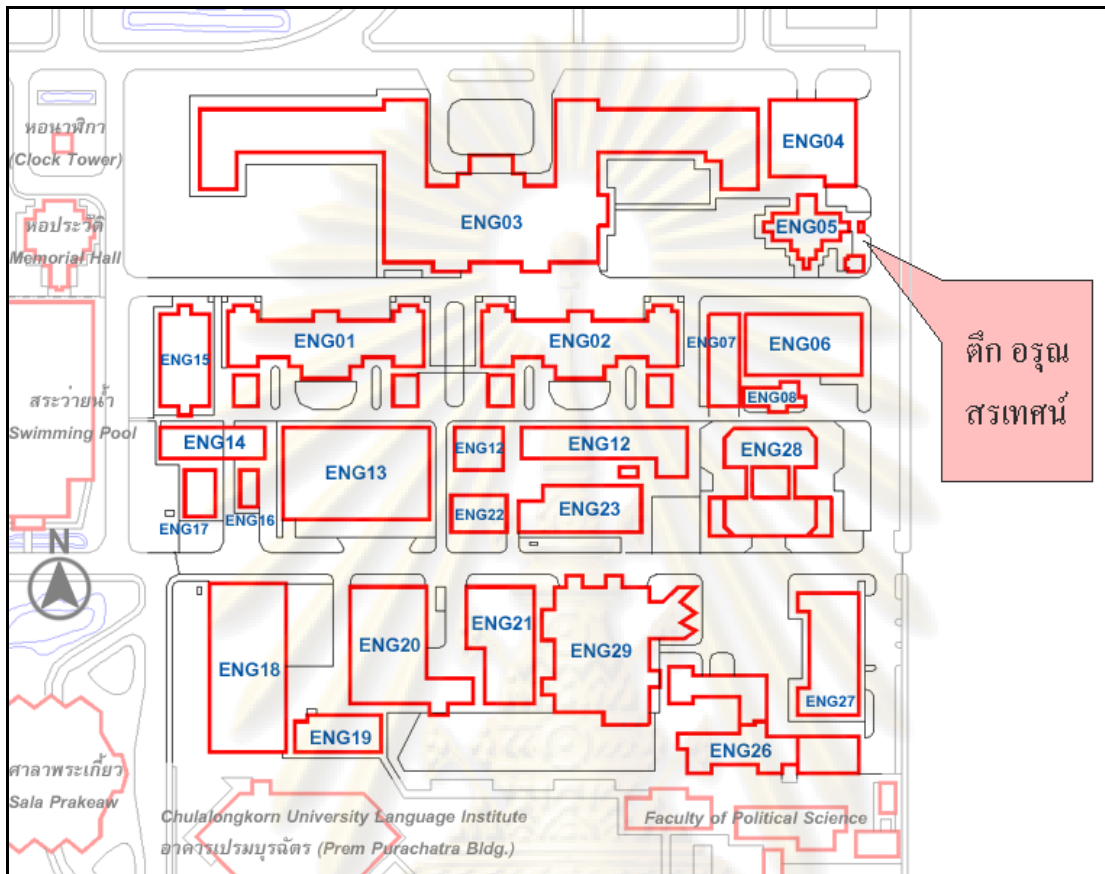 หอนาฬิกา
(Clock Tower)
ENG04
หอประวัติ
Memorial Hall
ENG03
ENG05
ตึก อรุณ
สรเทศน์
ENG15
ENG01
ENG02
ENG07
ENG06
ENG08
สระว่ายน้ำ
Swimming Pool
ENG14
ENG13
ENG12
ENG12
ENG28
ENG17
ENG16
ENG22
ENG23
N
ENG18
ENG20
ENG21
ENG29
ENG27
ENG19
ENG26
ศาลาพระเกี้ยว
Sala Prakeaw
Chulalongkorn University Language Institute
อาคารเปรมบุรฉัตร (Prem Purachatra Bldg.)
Faculty of Political Science